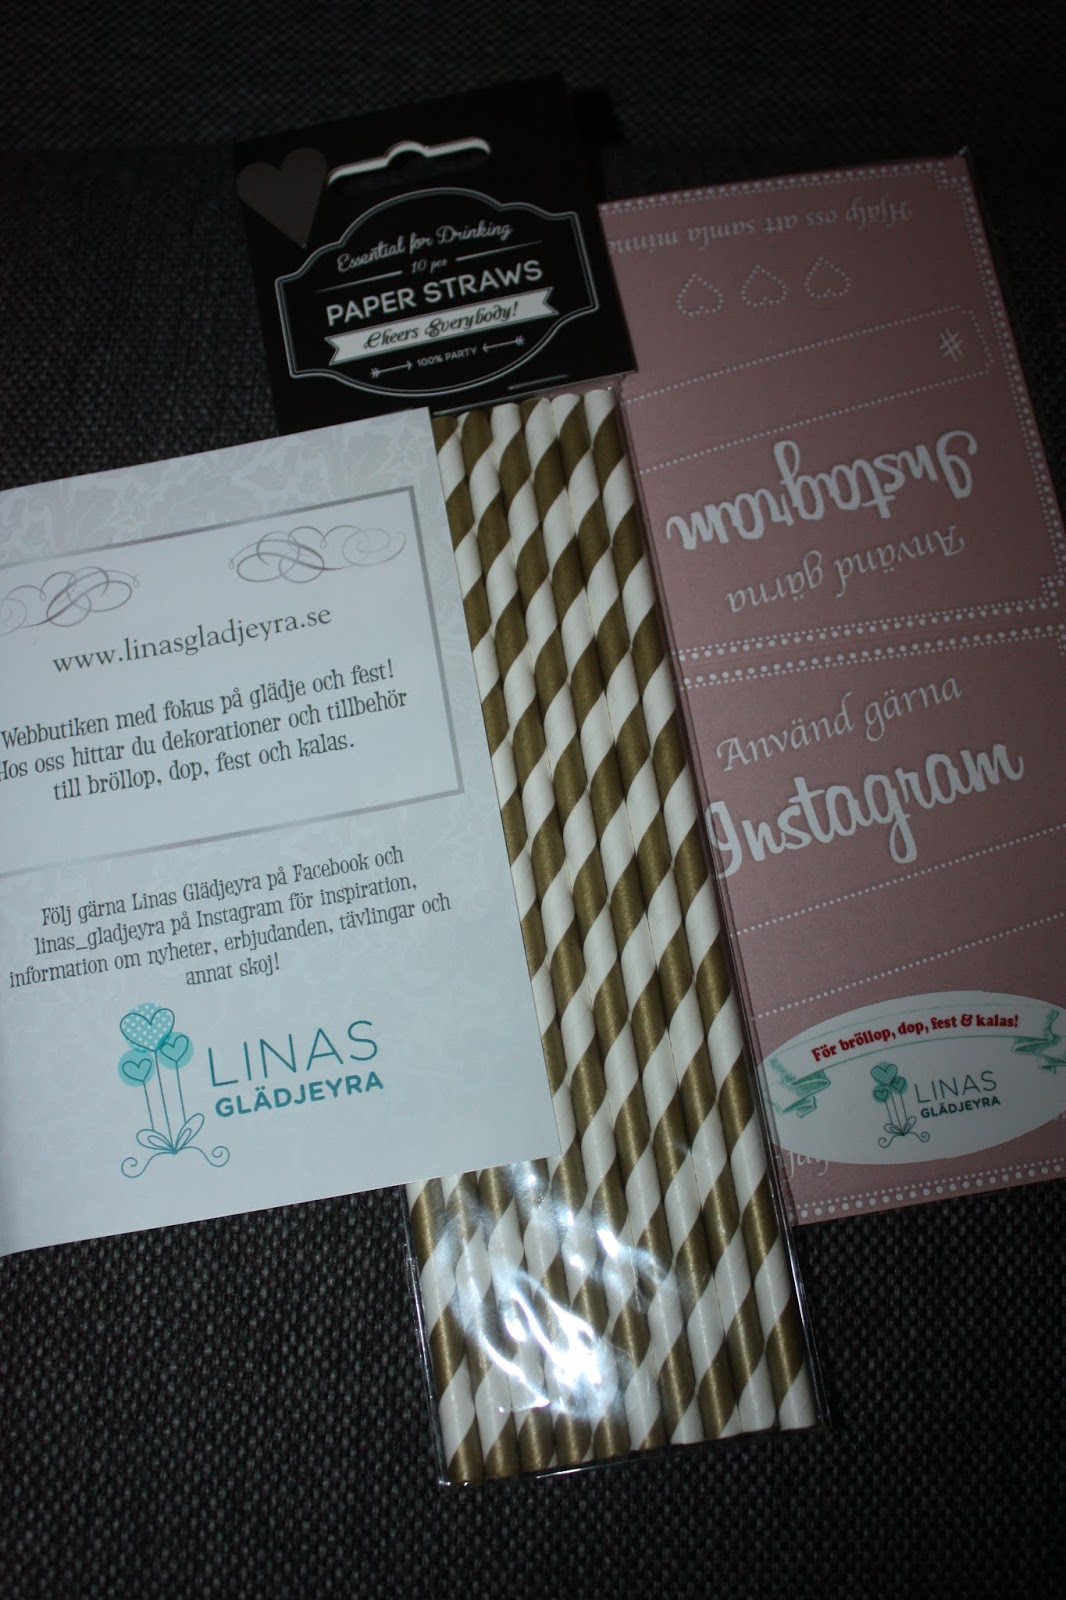 Essential for Drinking
10 pcs
PAPER STRAWS
Cheers Everybody!
100% PARTY
www.linasgladjeyra.se
Webbutiken med fokus på glädje och fest!
Hos oss hittar du dekorationer och tillbehör
till bröllop, dop, fest och kalas.
Följ gärna Linas Glädjeyra på Facebook och
linas_gladjeyra på Instagram för inspiration,
information om nyheter, erbjudanden, tävlingar och
annat skoj!
LINAS
GLÄDJEYRA
Använd gärna
Instagram
#
Hjälp oss att samla
Använd gärna
Instagram
För bröllop, dop, fest & kalas!
LINAS
GLÄDJEYRA